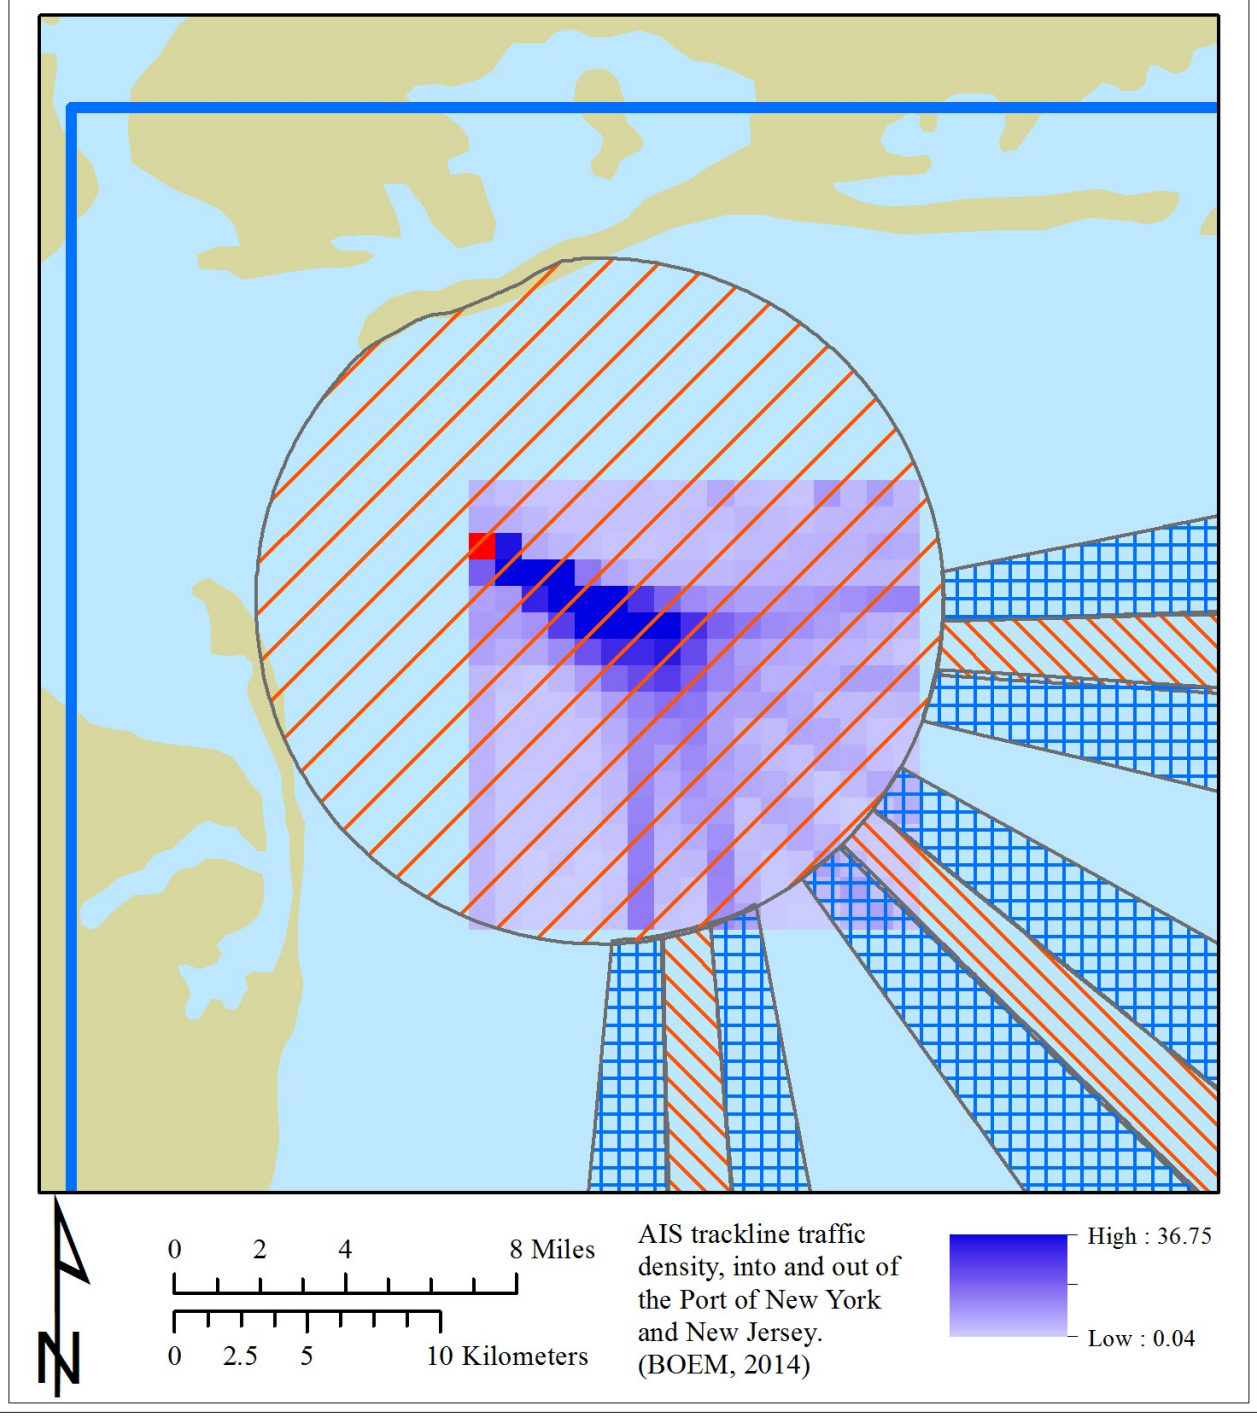 0 2 4 8 Miles
0 2.5 5 10 Kilometers
N
AIS trackline traffic
density, into and out of
the Port of New York
and New Jersey.
(BOEM, 2014)
High : 36.75
Low : 0.04